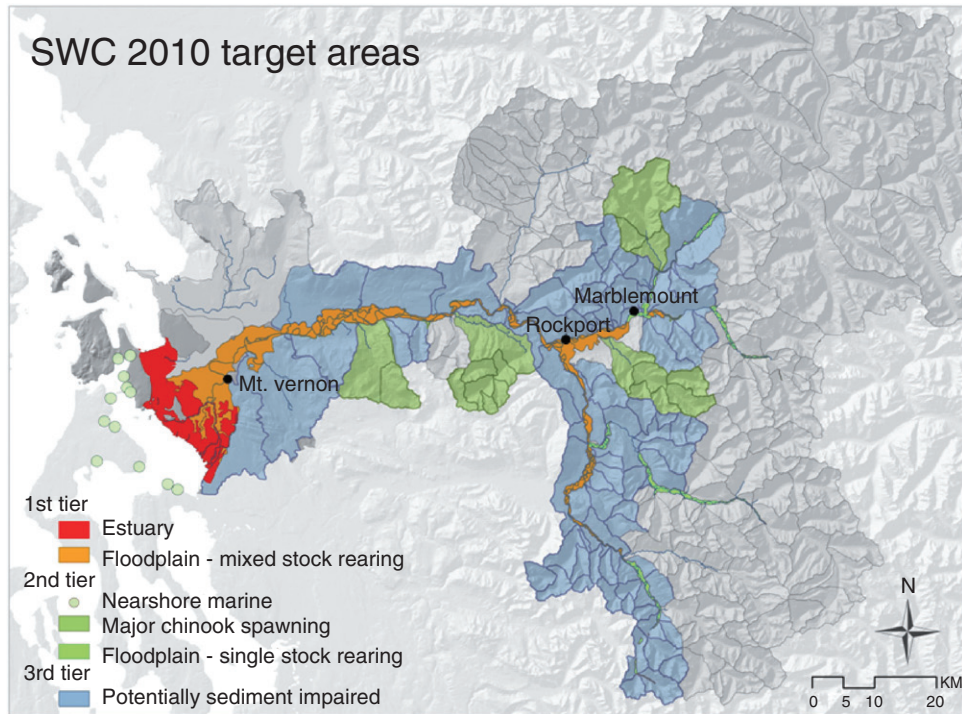 SWC 2010 target areas
Marblemount
Rockport
Mt. vernon
1st tier
Estuary
Floodplain - mixed stock rearing
2nd tier
Nearshore marine
Major chinook spawning
Floodplain - single stock rearing
3rd tier
Potentially sediment impaired
N
KM
0 5 10 20